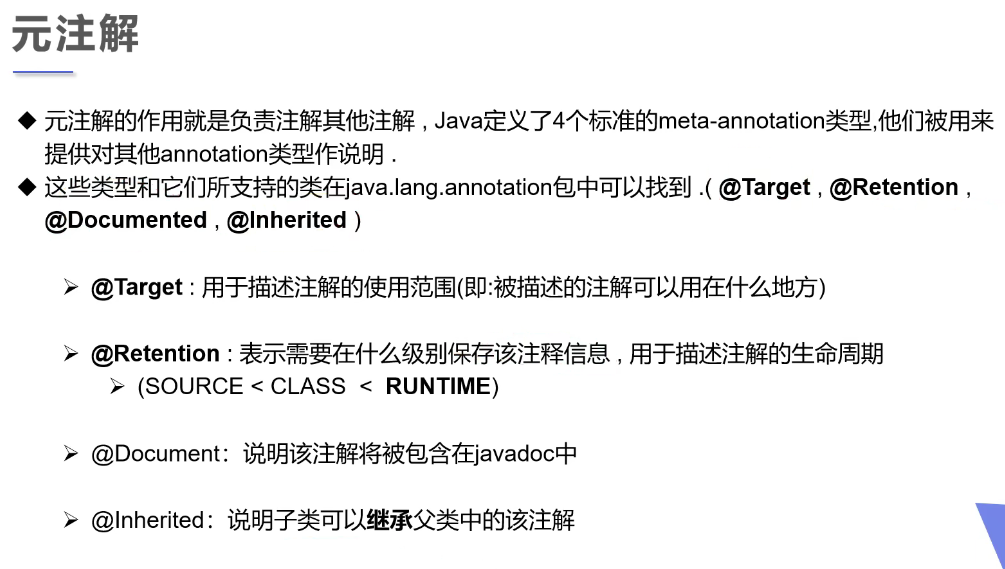 元注解
◆ 元注解的作用就是负责注解其他注解 , Java定义了4个标准的meta-annotation类型,他们被用来
提供对其他annotation类型作说明 .
◆ 这些类型和它们所支持的类在java.lang.annotation包中可以找到 .( @Target , @Retention ,
@Documented , @Inherited )
➢ @Target : 用于描述注解的使用范围(即:被描述的注解可以用在什么地方)
➢ @Retention : 表示需要在什么级别保存该注释信息 , 用于描述注解的生命周期
➢ (SOURCE < CLASS < RUNTIME)
➢ @Document：说明该注解将被包含在javadoc中
➢ @Inherited：说明子类可以继承父类中的该注解